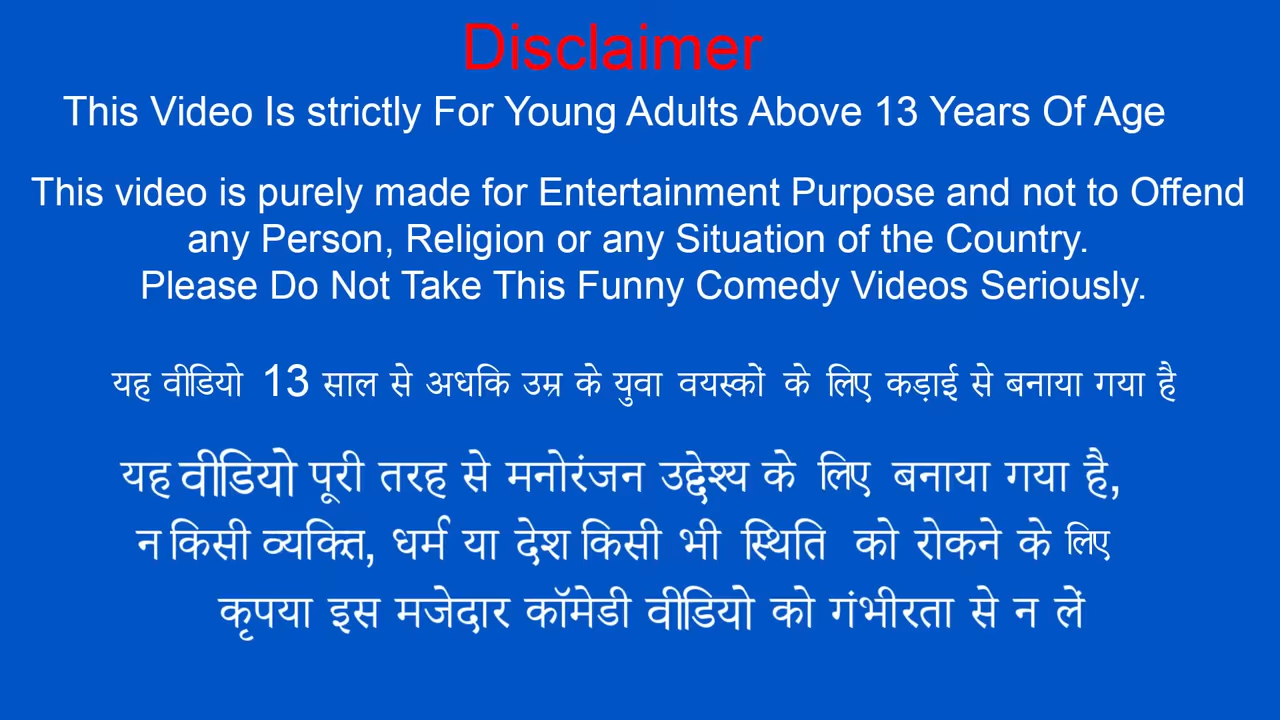 Disclaimer
This Video Is strictly For Young Adults Above 13 Years Of Age
This video is purely made for Entertainment Purpose and not to Offend
any Person, Religion or any Situation of the Country.
Please Do Not Take This Funny Comedy Videos Seriously.
यह वीडियो 13 साल से अधकि उम्र के युवा वयस्कों के लिए कड़ाई से बनाया गया है
यह वीडियो पूरी तरह से मनोरंजन उद्देश्य के लिए बनाया गया है,
न किसी व्यक्ति, धर्म या देश किसी भी स्थिति को रोकने के लिए
कृपया इस मजेदार कॉमेडी वीडियो को गंभीरता से न लें